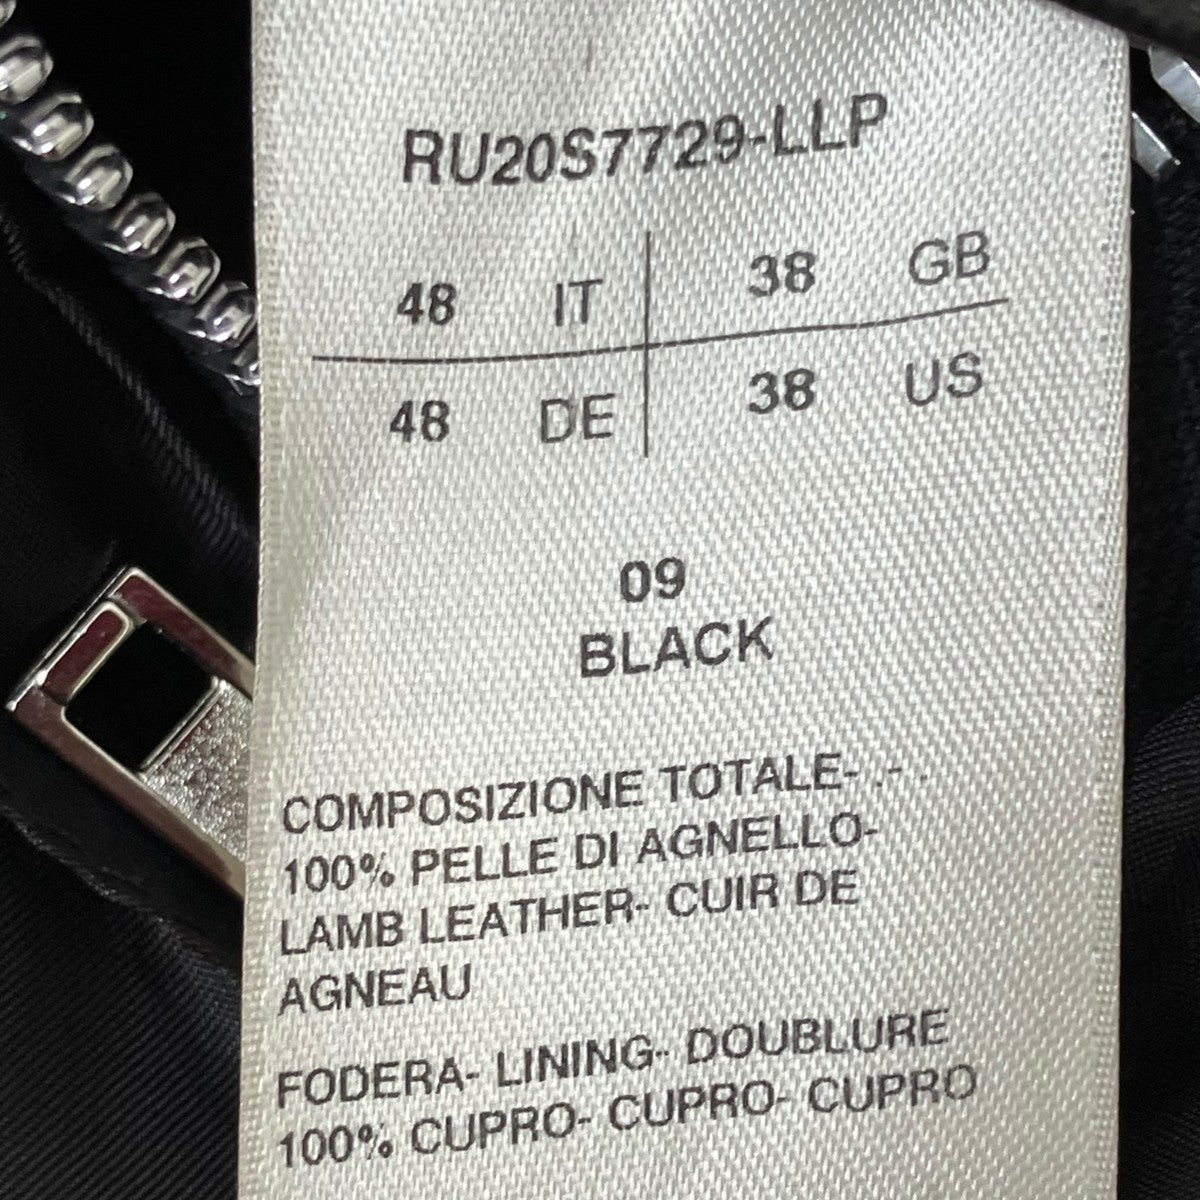 RU20S7729-LLP
48 IT 38 GB
48 DE 38 US
09
BLACK
COMPOSIZIONE TOTALE- .- .
100% PELLE DI AGNELLO-
LAMB LEATHER- CUIR DE
AGNEAU
FODERA- LINING- DOUBLURE
100% CUPRO- CUPRO- CUPRO